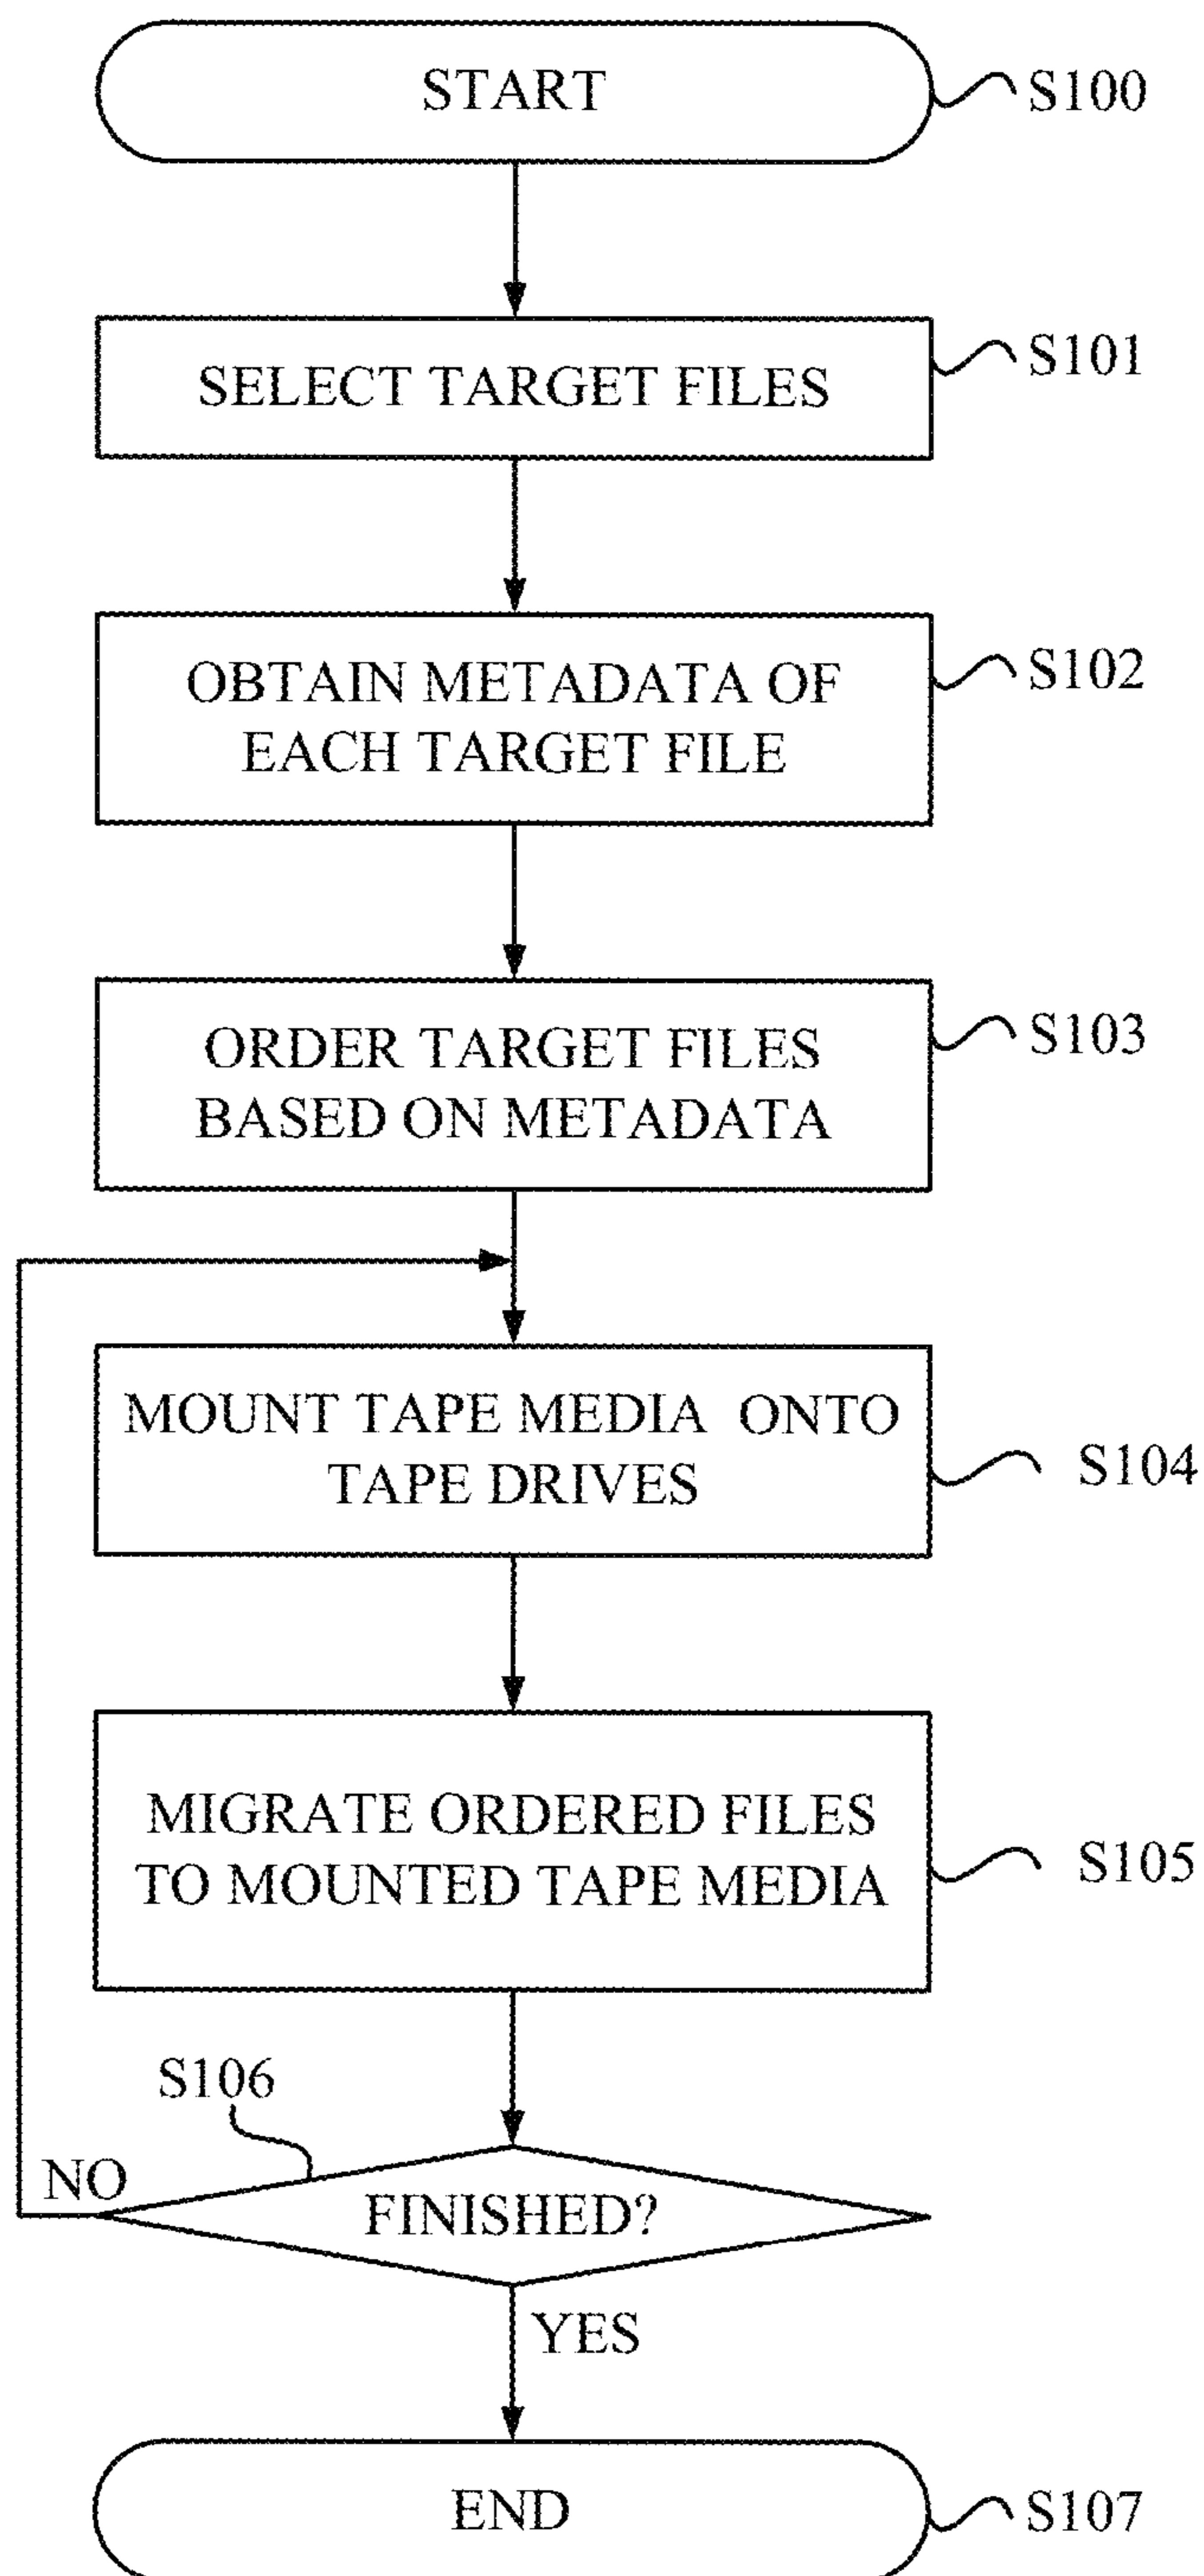 START
S100
SELECT TARGET FILES
S101
OBTAIN METADATA OF
EACH TARGET FILE
S102
ORDER TARGET FILES
BASED ON METADATA
S103
MOUNT TAPE MEDIA ONTO
TAPE DRIVES
S104
MIGRATE ORDERED FILES
TO MOUNTED TAPE MEDIA
S105
S106
NO
FINISHED?
YES
END
S107